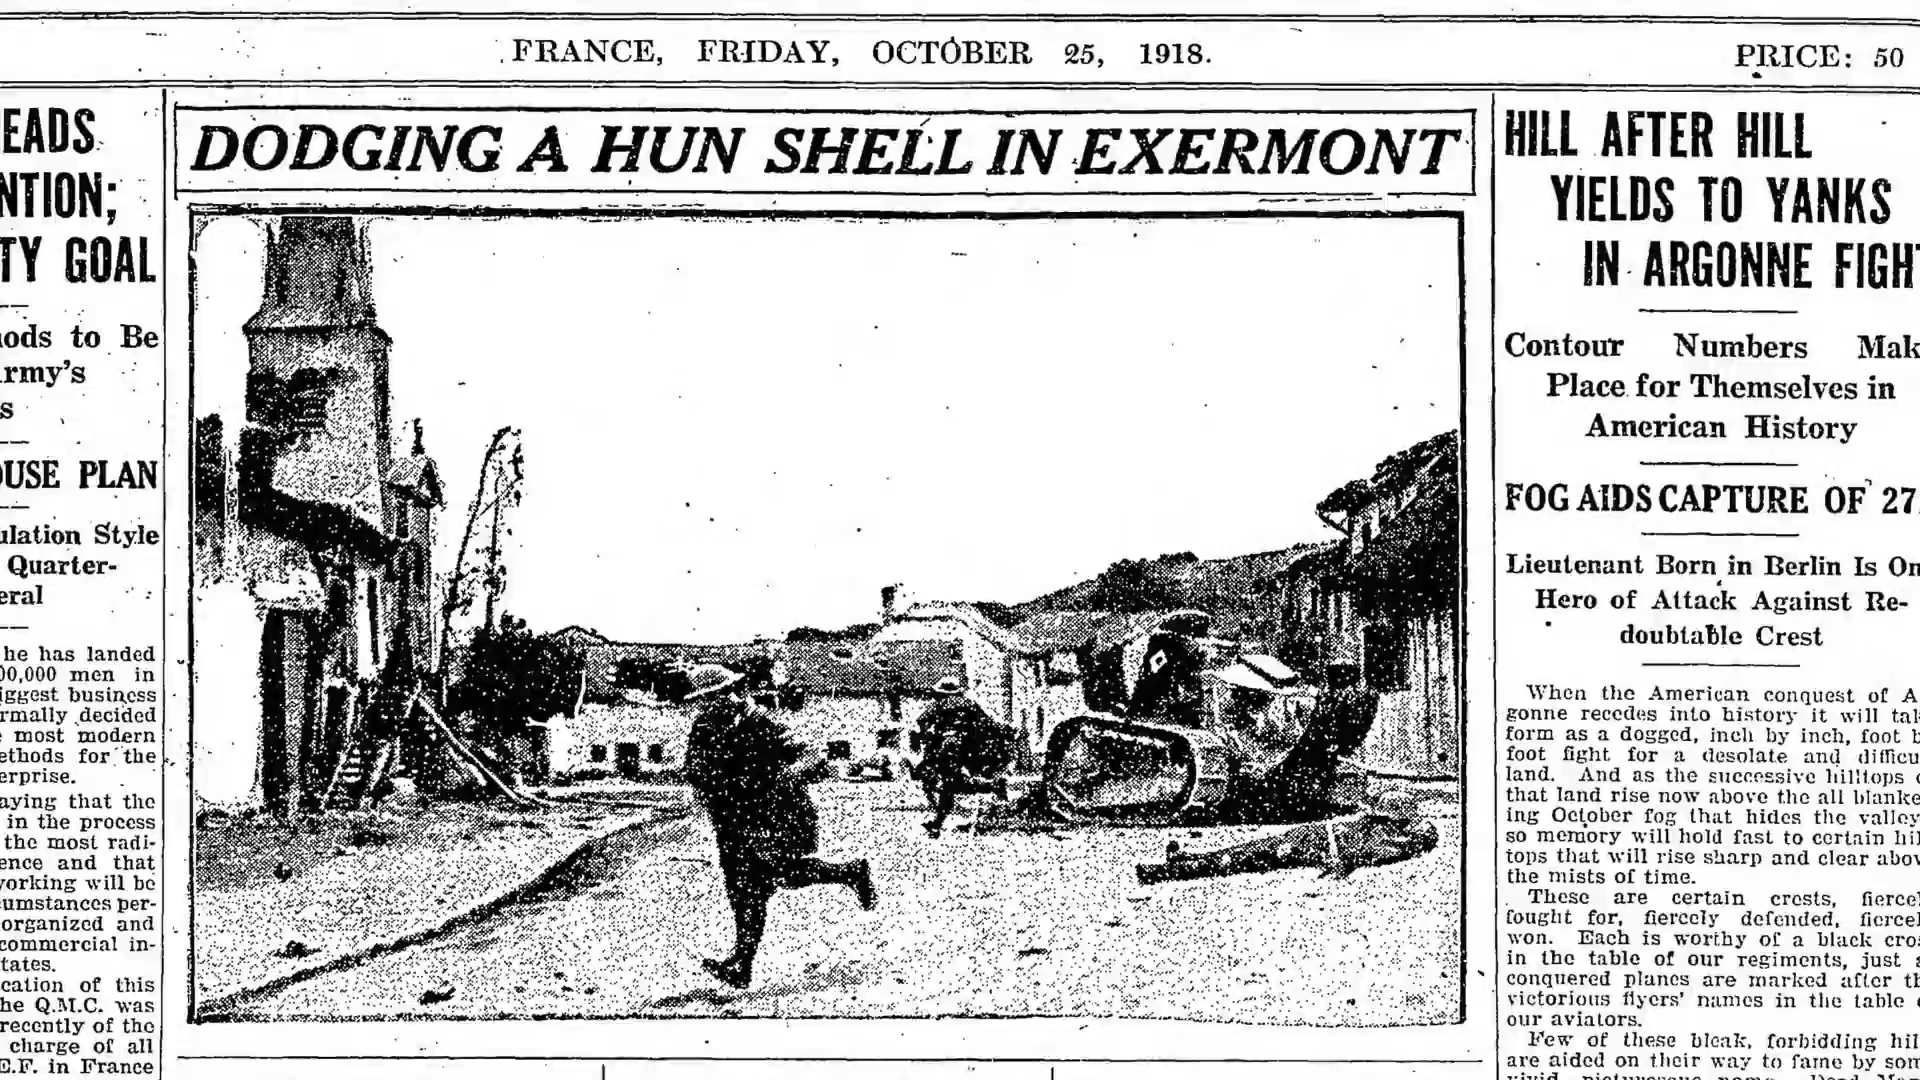 FRANCE, FRIDAY, OCTOBER 25, 1918.
PRICE: 50
EADS
NTION;
TY GOAL
ods to Be
rmy's
s
OUSE PLAN
ulation Style
Quarter-
eral
he has landed
00,000 men in
iggest business
rmally decided
most modern
ethods for the
erprise.
aying that the
in the process
the most radi-
ence and that
working will be
umstances per-
organized and
commercial in-
tates.
cation of this
he Q.M.C. was
recently of the
charge of all
E.F. in France
DODGING A HUN SHELL IN EXERMONT
HILL AFTER HILL
YIELDS TO YANKS
IN ARGONNE FIGHT
Contour Numbers Mak
Place for Themselves in
American History
FOG AIDS CAPTURE OF 27
Lieutenant Born in Berlin Is On
Hero of Attack Against Re-
doubtable Crest
When the American conquest of A
gonne recedes into history it will tak
form as a dogged, inch by inch, foot b
foot fight for a desolate and difficu
land. And as the successive hilltops o
that land rise now above the all blanke
ing October fog that hides the valley
so memory will hold fast to certain hil
tops that will rise sharp and clear abov
the mists of time.
These are certain crests, fiercel
fought for, fiercely defended, fiercel
won. Each is worthy of a black cros
in the table of our regiments, just a
conquered planes are marked after th
victorious flyers' names in the table o
our aviators.
Few of these bleak, forbidding hil
are aided on their way to fame by som